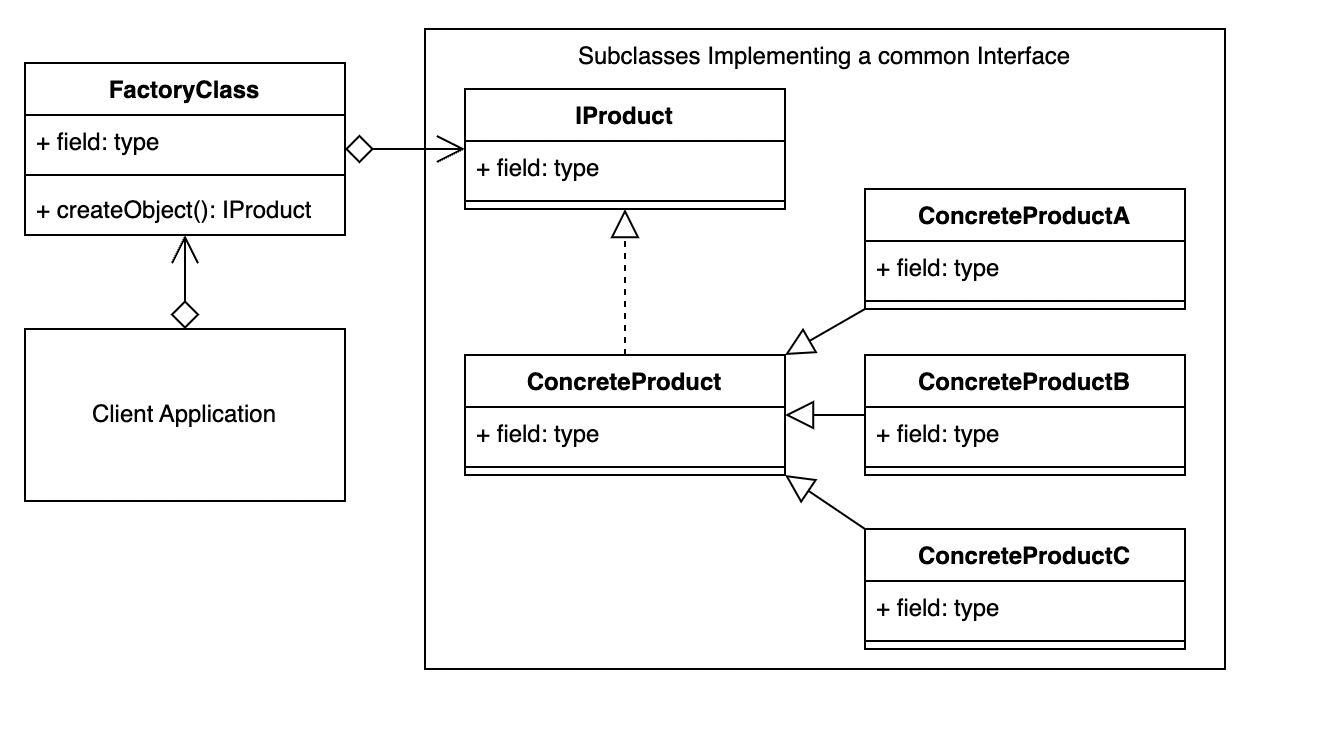 Subclasses Implementing a common Interface
FactoryClass
+ field: type
+ createObject(): IProduct
Client Application
IProduct
+ field: type
ConcreteProduct
+ field: type
ConcreteProductA
+ field: type
ConcreteProductB
+ field: type
ConcreteProductC
+ field: type